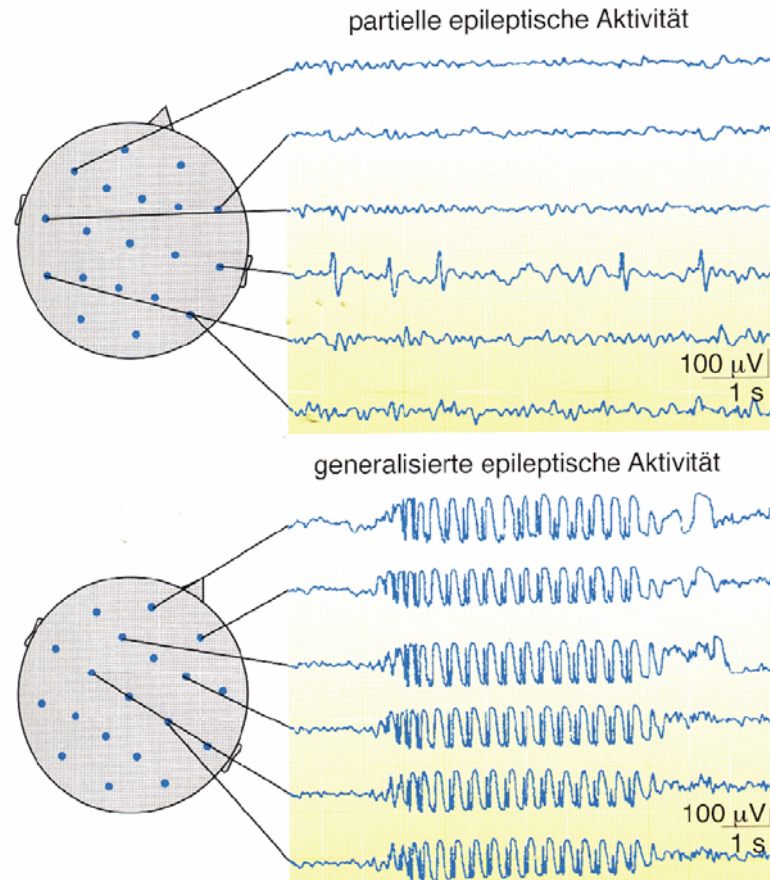 partielle epileptische Aktivität
100 µV
1 s
generalisierte epileptische Aktivität
100 µV
1 s